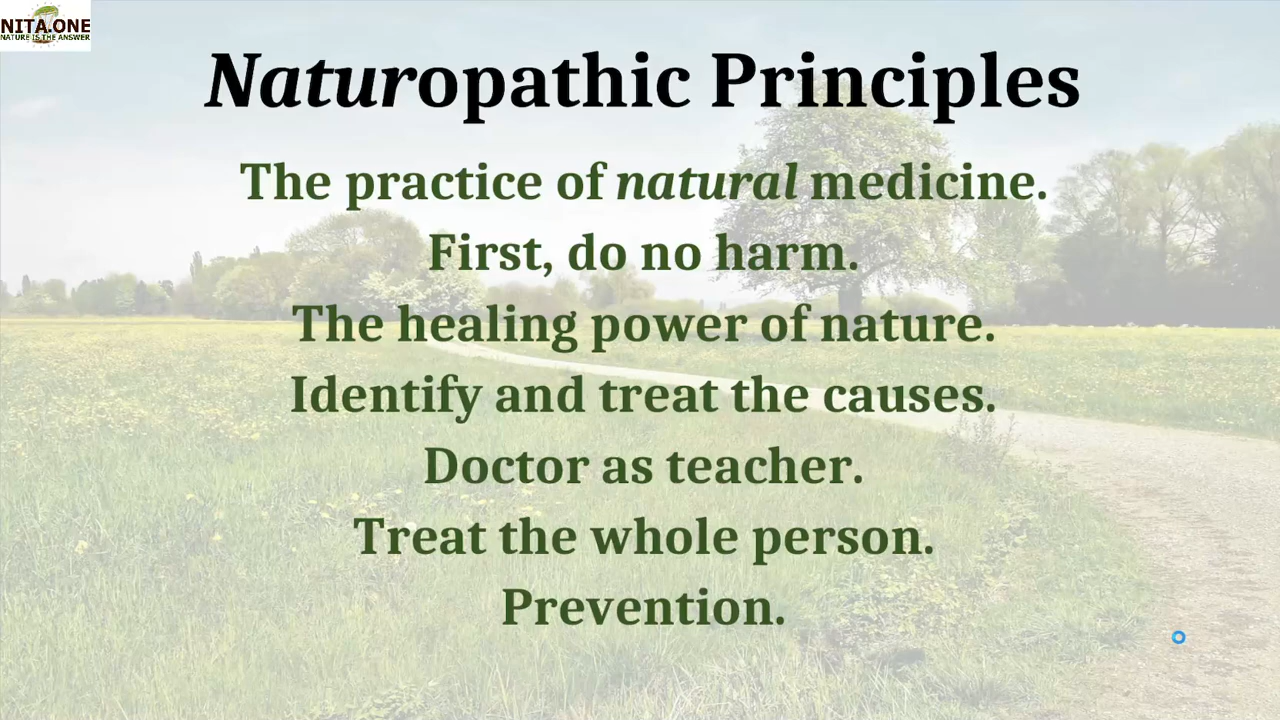 NITA.ONE
NATURE IS THE ANSWER
Naturopathic Principles
The practice of natural medicine.
First, do no harm.
The healing power of nature.
Identify and treat the causes.
Doctor as teacher.
Treat the whole person.
Prevention.